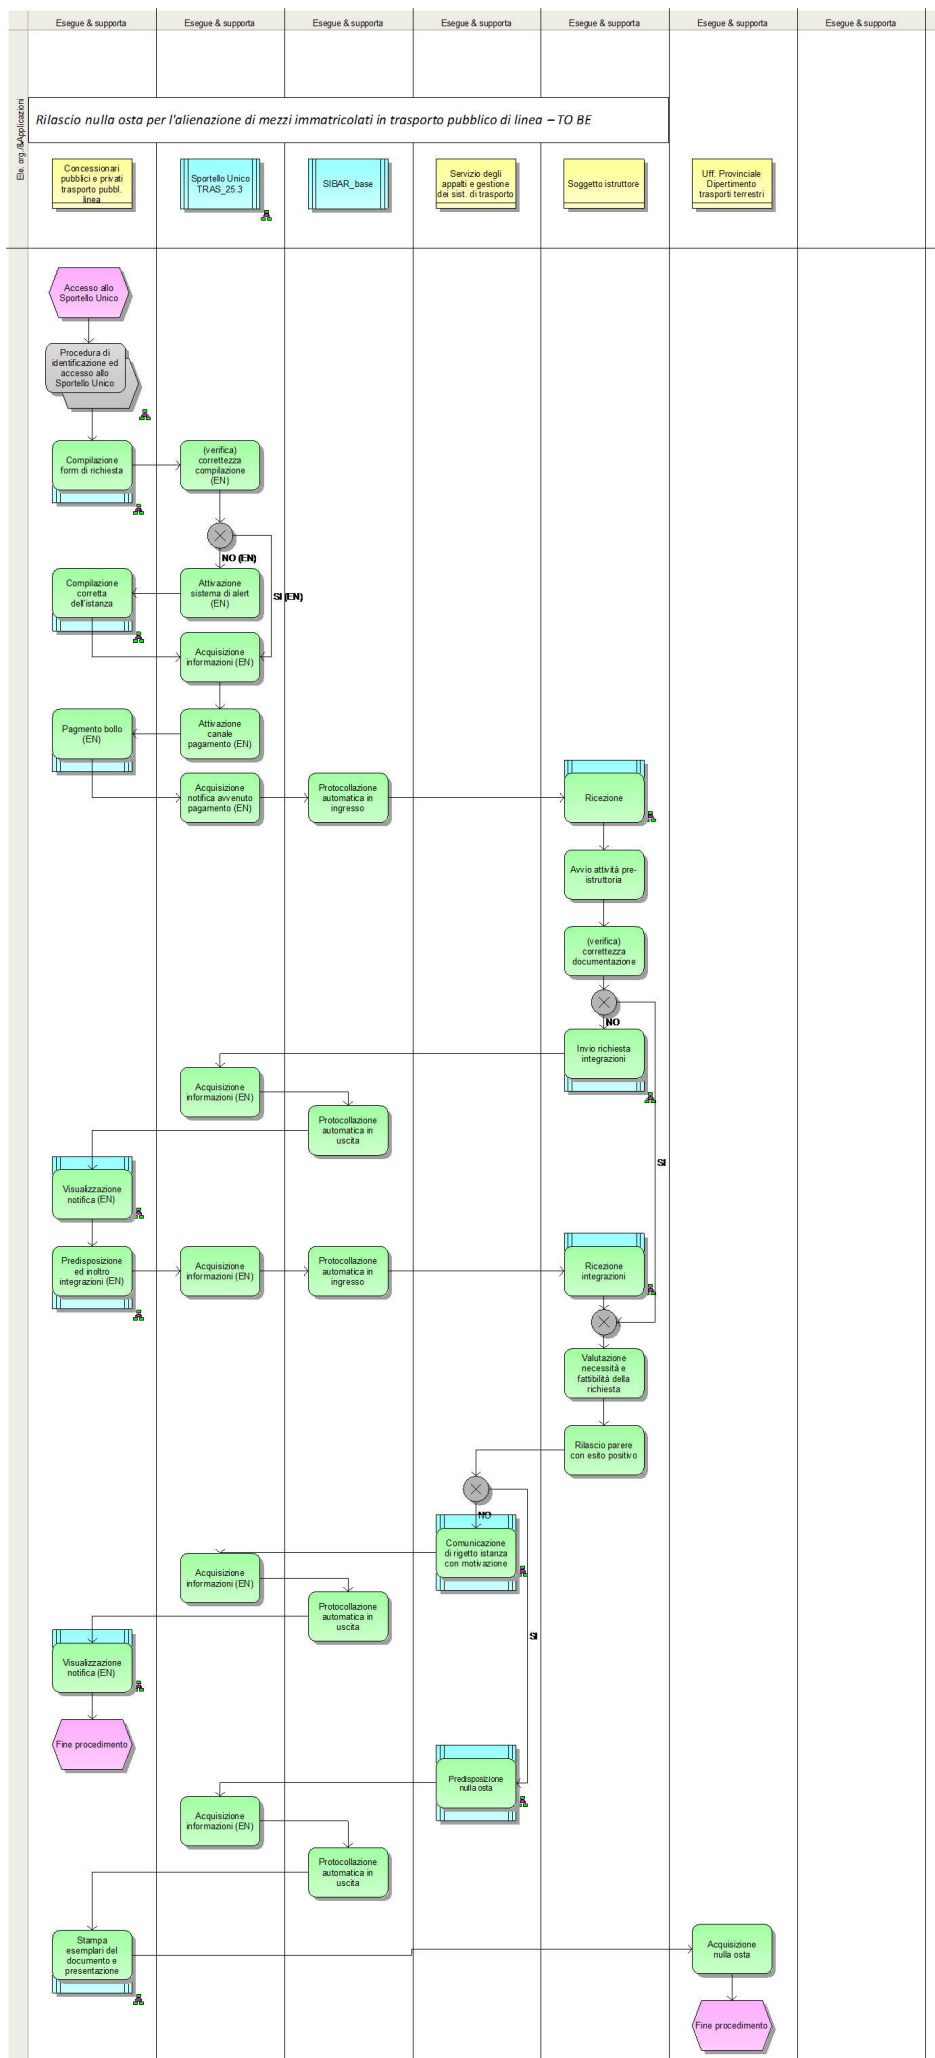 Esegue & supporta
Esegue & supporta
Esegue & supporta
Esegue & supporta
Esegue & supporta
Esegue & supporta
Esegue & supporta
Ele. org./&Applicazioni
Rilascio nulla osta per l'alienazione di mezzi immatricolati in trasporto pubblico di linea – TO BE
Concessionari
pubblici e privati
trasporto pubbl.
linea
Sportello Unico
TRAS_25.3
SIBAR_base
Servizio degli
appalti e gestione
dei sist. di trasporto
Soggetto istruttore
Uff. Provinciale
Dipartimento
trasporti terrestri
Accesso allo
Sportello Unico
Procedura di
identificazione ed
accesso allo
Sportello Unico
Compilazione
form di richiesta
(verifica)
correttezza
compilazione
(EN)
NO (EN)
SI (EN)
Compilazione
corretta
dell'istanza
Attivazione
sistema di alert
(EN)
Acquisizione
informazioni (EN)
Pagmento bollo
(EN)
Attivazione
canale
pagamento (EN)
Acquisizione
notifica avvenuto
pagamento (EN)
Protocollazione
automatica in
ingresso
Ricezione
Avvio attività pre-
istruttoria
(verifica)
correttezza
documentazione
NO
SI
Invio richiesta
integrazioni
Acquisizione
informazioni (EN)
Protocollazione
automatica in
uscita
Visualizzazione
notifica (EN)
Predisposizione
ed inoltro
integrazioni (EN)
Acquisizione
informazioni (EN)
Protocollazione
automatica in
ingresso
Ricezione
integrazioni
Valutazione
necessità e
fattibilità della
richiesta
Rilascio parere
con esito positivo
NO
SI
Comunicazione
di rigetto istanza
con motivazione
Acquisizione
informazioni (EN)
Protocollazione
automatica in
uscita
Visualizzazione
notifica (EN)
Fine procedimento
Predisposizione
nulla osta
Acquisizione
informazioni (EN)
Protocollazione
automatica in
uscita
Stampa
esemplari del
documento e
presentazione
Acquisizione
nulla osta
Fine procedimento